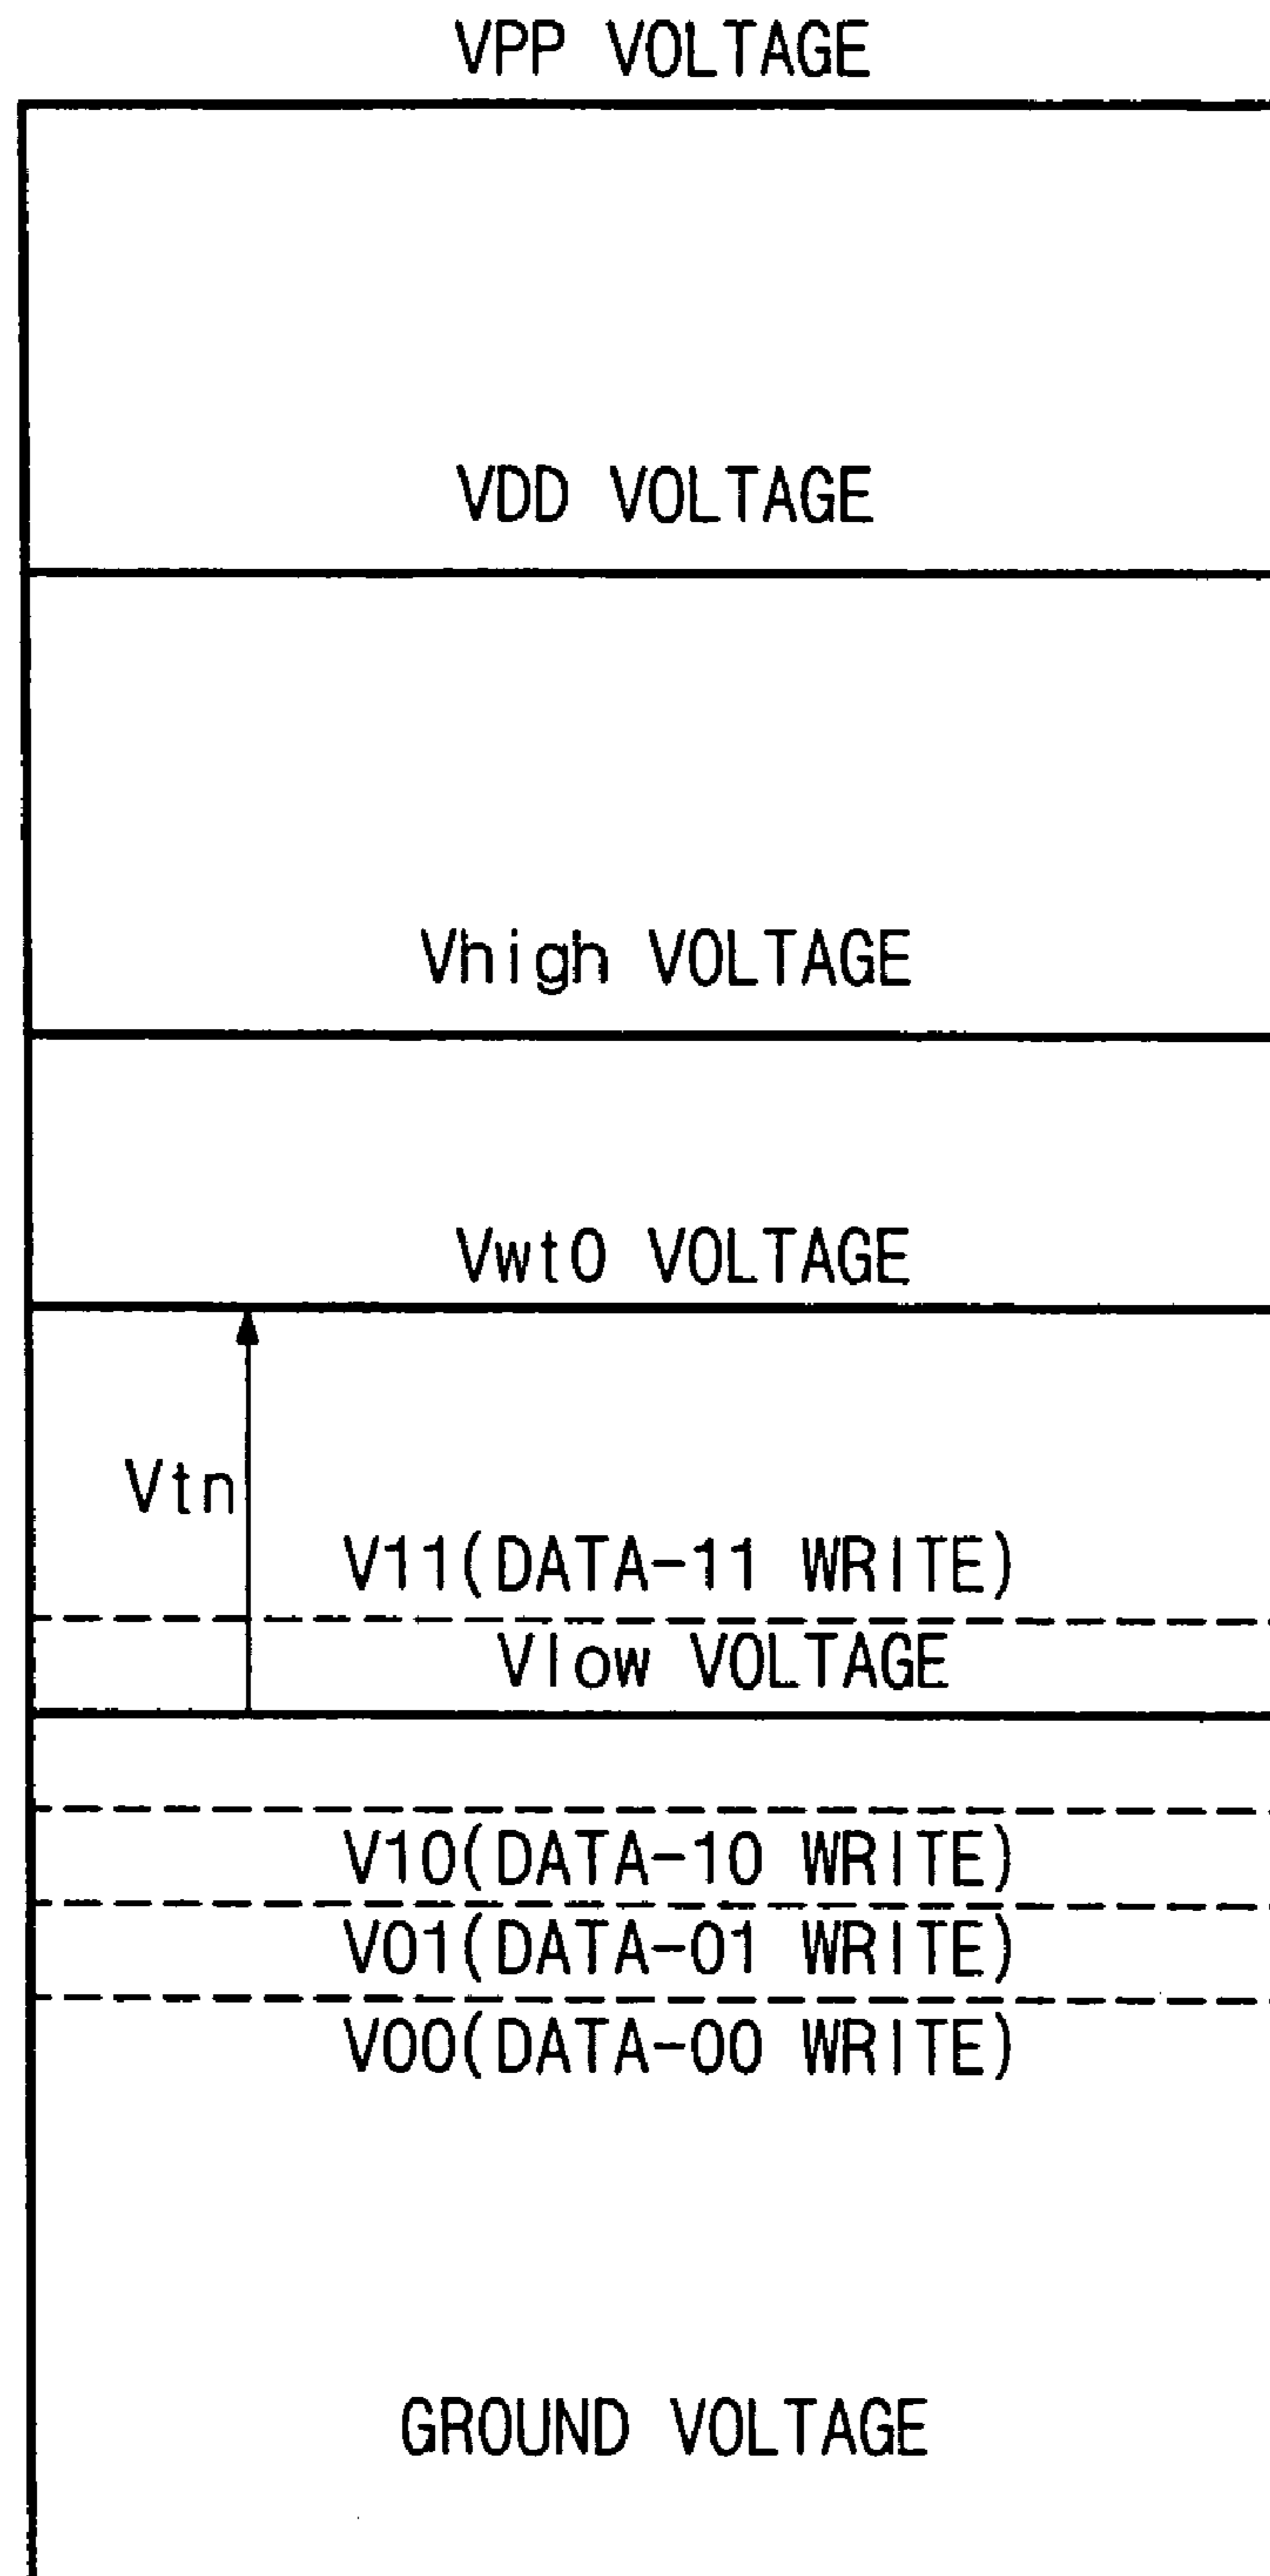 VPP VOLTAGE
VDD VOLTAGE
Vhigh VOLTAGE
Vwt0 VOLTAGE
Vtn
V11(DATA-11 WRITE)
Vlow VOLTAGE
V10(DATA-10 WRITE)
V01(DATA-01 WRITE)
V00(DATA-00 WRITE)
GROUND VOLTAGE